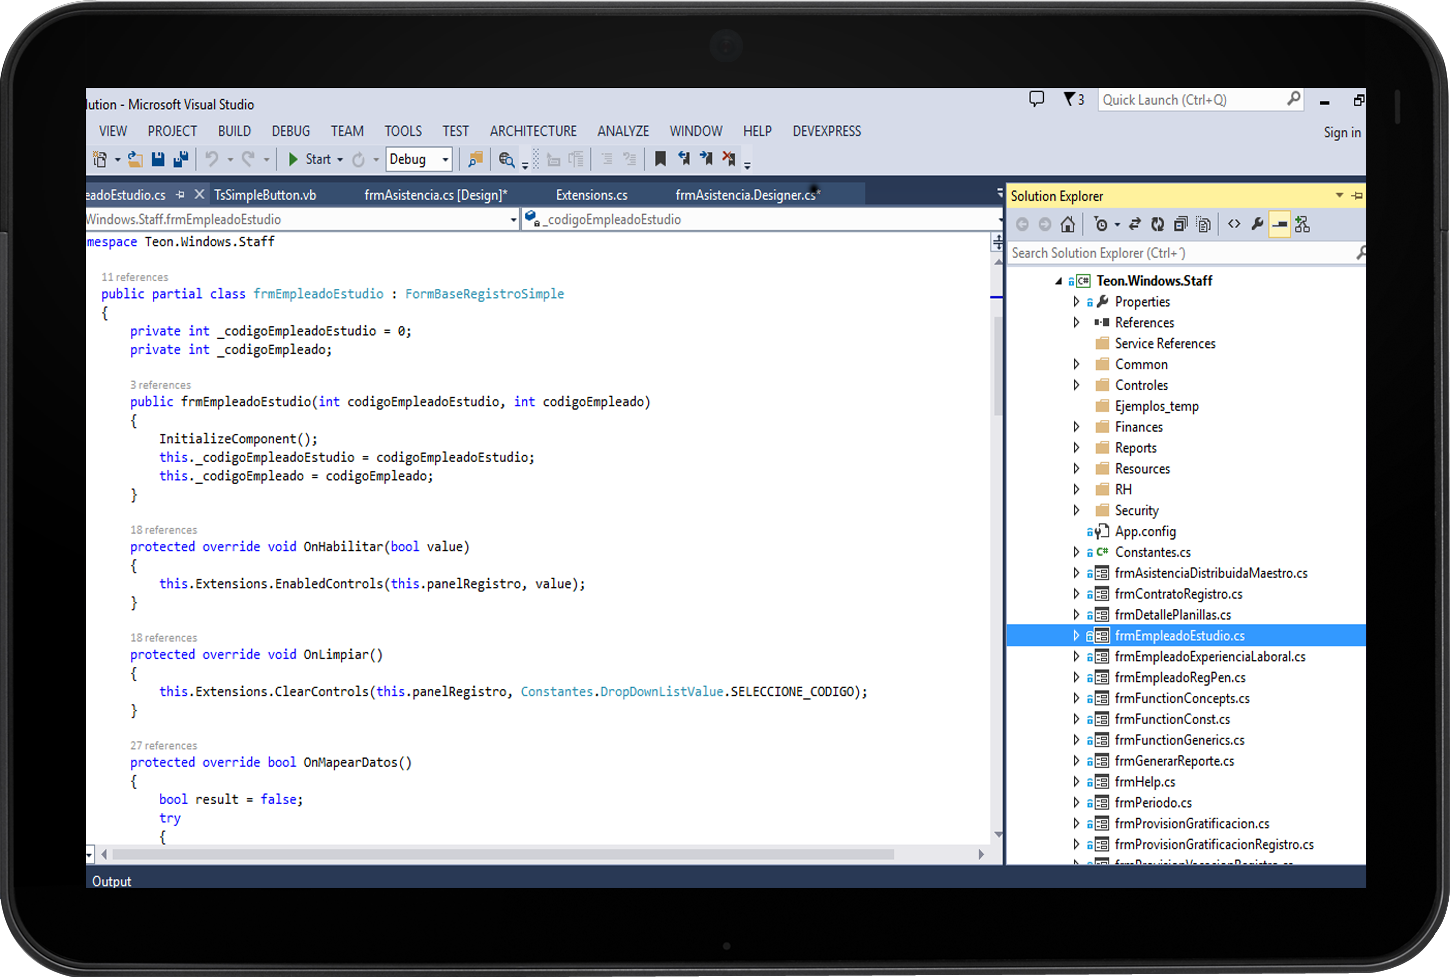 lution - Microsoft Visual Studio
3
Quick Launch (Ctrl+Q)
VIEW PROJECT BUILD DEBUG TEAM TOOLS TEST ARCHITECTURE ANALYZE WINDOW HELP DEVEXPRESS
Sign in
Start
Debug
eadoEstudio.cs TsSimpleButton.vb frmAsistencia.cs [Design]* Extensions.cs frmAsistencia.Designer.cs*
Windows.Staff.frmEmpleadoEstudio
_codigoEmpleadoEstudio
mespace Teon.Windows.Staff
11 references
public partial class frmEmpleadoEstudio : FormBaseRegistroSimple
{
private int _codigoEmpleadoEstudio = 0;
private int _codigoEmpleado;
3 references
public frmEmpleadoEstudio(int codigoEmpleadoEstudio, int codigoEmpleado)
{
InitializeComponent();
this._codigoEmpleadoEstudio = codigoEmpleadoEstudio;
this._codigoEmpleado = codigoEmpleado;
}
18 references
protected override void OnHabilitar(bool value)
{
this.Extensions.EnabledControls(this.panelRegistro, value);
}
18 references
protected override void OnLimpiar()
{
this.Extensions.ClearControls(this.panelRegistro, Constantes.DropDownListValue.SELECCIONE_CODIGO);
}
27 references
protected override bool OnMapearDatos()
{
bool result = false;
try
{
Output
Solution Explorer
Search Solution Explorer (Ctrl+´)
C# Teon.Windows.Staff
Properties
References
Service References
Common
Controles
Ejemplos_temp
Finances
Reports
Resources
RH
Security
App.config
C# Constantes.cs
frmAsistenciaDistribuidaMaestro.cs
frmContratoRegistro.cs
frmDetallePlanillas.cs
frmEmpleadoEstudio.cs
frmEmpleadoExperienciaLaboral.cs
frmEmpleadoRegPen.cs
frmFunctionConcepts.cs
frmFunctionConst.cs
frmFunctionGenerics.cs
frmGenerarReporte.cs
frmHelp.cs
frmPeriodo.cs
frmProvisionGratificacion.cs
frmProvisionGratificacionRegistro.cs
frmProvisionVacacionRegistro.cs